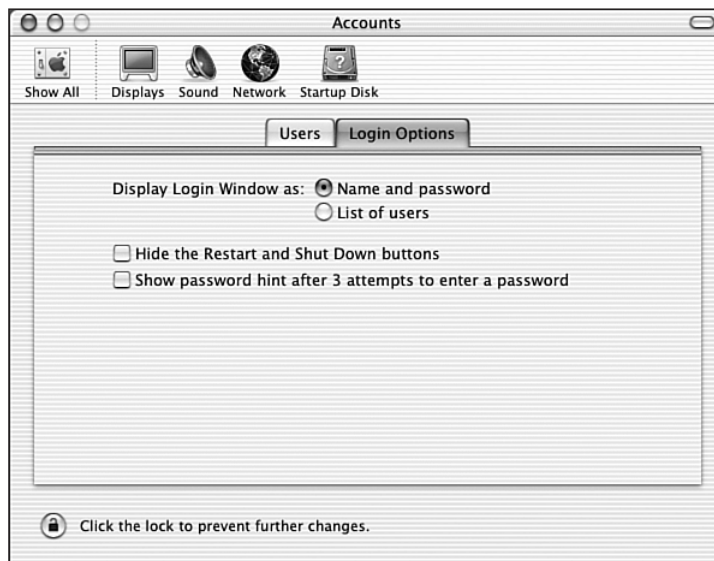 Accounts
Show All Displays Sound Network Startup Disk
Users Login Options
Display Login Window as: Name and password
List of users
Hide the Restart and Shut Down buttons
Show password hint after 3 attempts to enter a password
Click the lock to prevent further changes.